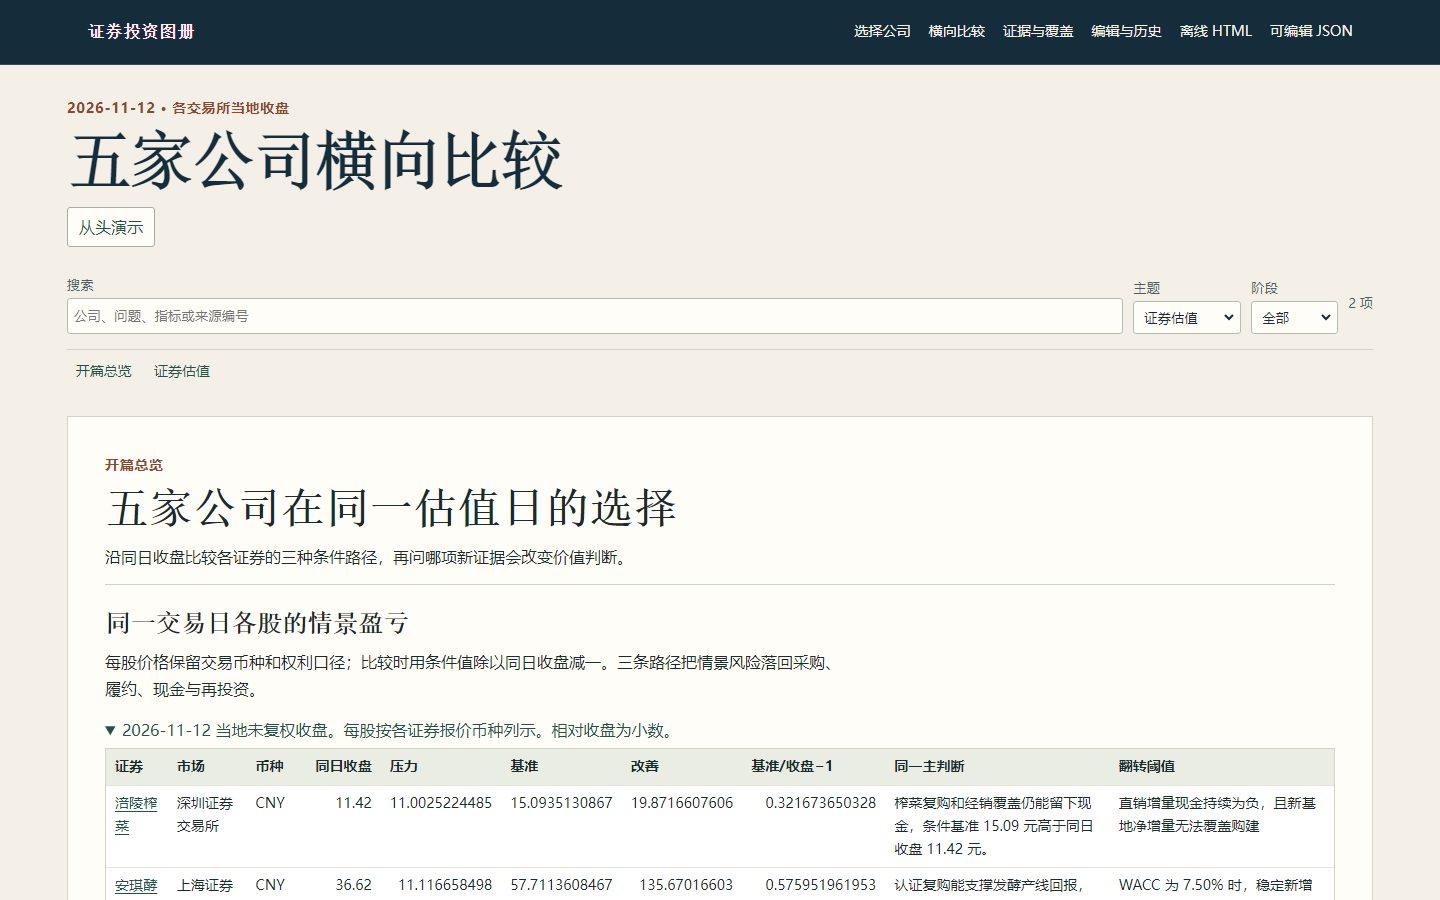 证券投资图册
选择公司 横向比较 证据与覆盖 编辑与历史 离线 HTML 可编辑 JSON
2026-11-12 • 各交易所当地收盘
五家公司横向比较
从头演示
搜索 主题 阶段
公司、问题、指标或来源编号 证券估值 全部 2 项
开篇总览 证券估值
开篇总览
五家公司在同一估值日的选择
沿同日收盘比较各证券的三种条件路径，再问哪项新证据会改变价值判断。
同一交易日各股的情景盈亏
每股价格保留交易币种和权利口径；比较时用条件值除以同日收盘减一。三条路径把情景风险落回采购、
履约、现金与再投资。
▼ 2026-11-12 当地未复权收盘。每股按各证券报价币种列示。相对收盘为小数。
证券 市场 币种 同日收盘 压力 基准 改善 基准/收盘−1 同一主判断 翻转阈值
涪陵榨 深圳证券 CNY 11.42 11.0025224485 15.0935130867 19.8716607606 0.321673650328 榨菜复购和经销覆盖仍能留下现 直销增量现金持续为负，且新基
菜 交易所 金，条件基准 15.09 元高于同日 地净增量无法覆盖购建
收盘 11.42 元。
安琪酵 上海证券 CNY 36.62 11.116658498 57.7113608467 135.67016603 0.575951961953 认证复购能支撑发酵产线回报， WACC 为 7.50% 时，稳定新增